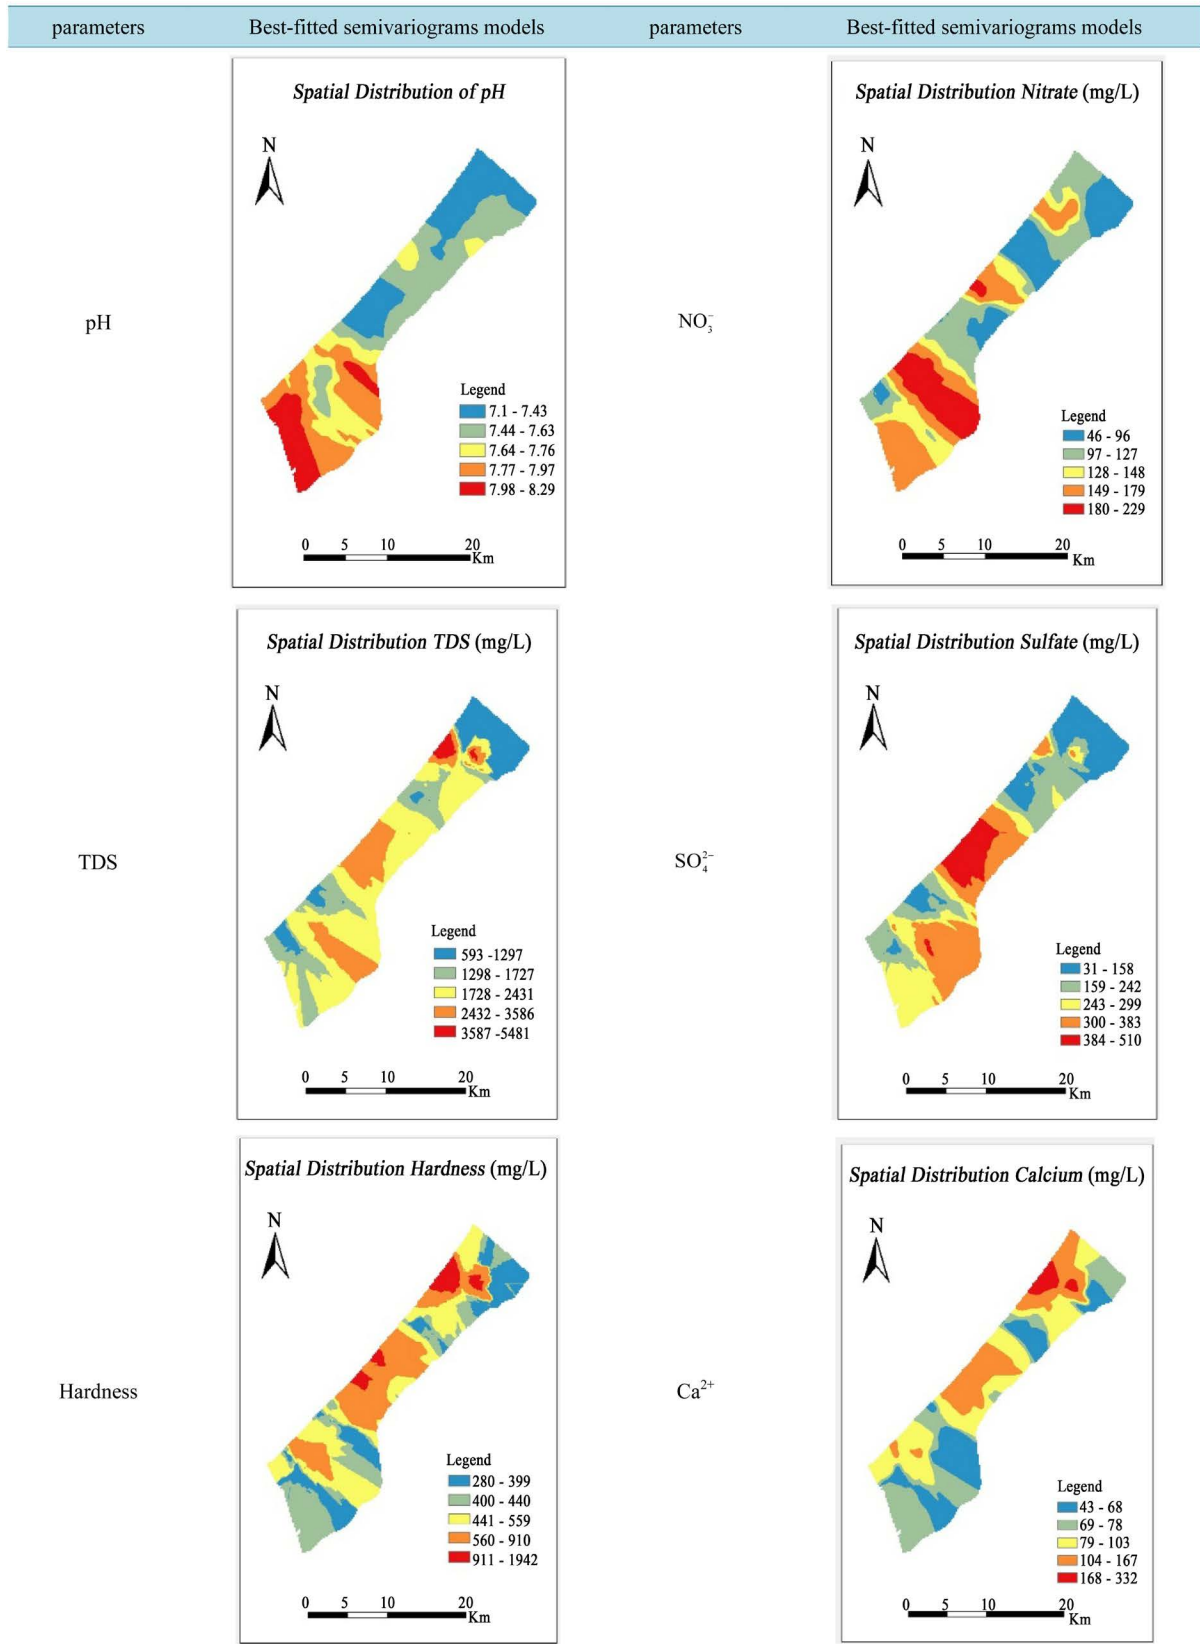 parameters Best-fitted semivariograms models parameters Best-fitted semivariograms models
Spatial Distribution of pH
N
pH
Legend
7.1 - 7.43
7.44 - 7.63
7.64 - 7.76
7.77 - 7.97
7.98 - 8.29
0 5 10 20
Km
Spatial Distribution Nitrate (mg/L)
N
NO₃⁻
Legend
46 - 96
97 - 127
128 - 148
149 - 179
180 - 229
0 5 10 20
Km
Spatial Distribution TDS (mg/L)
N
TDS
Legend
593 -1297
1298 - 1727
1728 - 2431
2432 - 3586
3587 -5481
0 5 10 20
Km
Spatial Distribution Sulfate (mg/L)
N
SO₄²⁻
Legend
31 - 158
159 - 242
243 - 299
300 - 383
384 - 510
0 5 10 20
Km
Spatial Distribution Hardness (mg/L)
N
Hardness
Legend
280 - 399
400 - 440
441 - 559
560 - 910
911 - 1942
0 5 10 20
Km
Spatial Distribution Calcium (mg/L)
N
Ca²⁺
Legend
43 - 68
69 - 78
79 - 103
104 - 167
168 - 332
0 5 10 20
Km